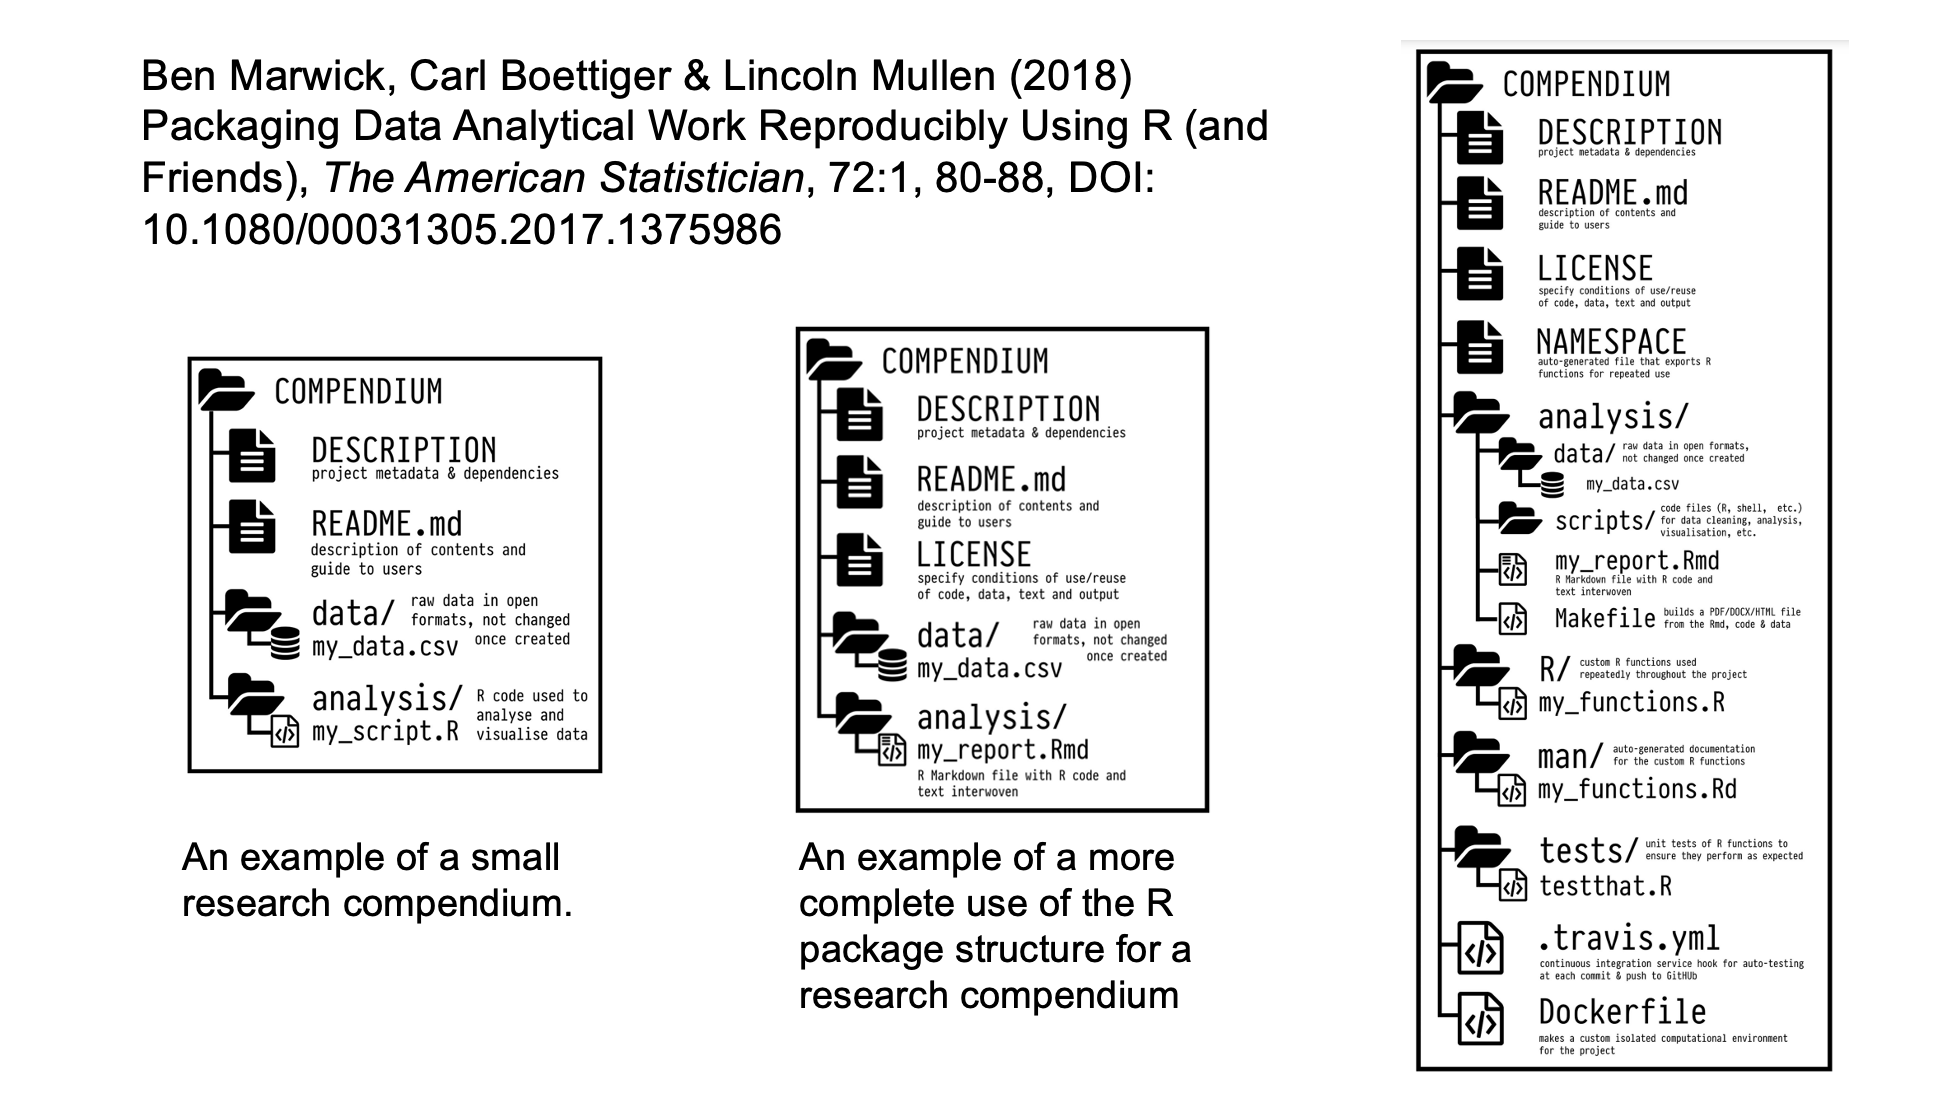 Ben Marwick, Carl Boettiger & Lincoln Mullen (2018)
Packaging Data Analytical Work Reproducibly Using R (and
Friends), The American Statistician, 72:1, 80-88, DOI:
10.1080/00031305.2017.1375986
COMPENDIUM
DESCRIPTION
project metadata & dependencies
README.md
description of contents and
guide to users
data/
raw data in open
formats, not changed
once created
my_data.csv
analysis/
my_script.R
R code used to
analyse and
visualise data
An example of a small
research compendium.
COMPENDIUM
DESCRIPTION
project metadata & dependencies
README.md
description of contents and
guide to users
LICENSE
specify conditions of use/reuse
of code, data, text and output
data/
raw data in open
formats, not changed
once created
my_data.csv
analysis/
my_report.Rmd
R Markdown file with R code and
text interwoven
An example of a more
complete use of the R
package structure for a
research compendium
COMPENDIUM
DESCRIPTION
project metadata & dependencies
README.md
description of contents and
guide to users
LICENSE
specify conditions of use/reuse
of code, data, text and output
NAMESPACE
auto-generated file that exports R
functions for repeated use
analysis/
data/
raw data in open formats,
not changed once created
my_data.csv
scripts/
code files (R, shell, etc.)
for data cleaning, analysis,
visualisation, etc.
my_report.Rmd
R Markdown file with R code and
text interwoven
Makefile
builds a PDF/DOCX/HTML file
from the Rmd, code & data
R/
custom R functions used
repeatedly throughout the project
my_functions.R
man/
auto-generated documentation
for the custom R functions
my_functions.Rd
tests/
unit tests of R functions to
ensure they perform as expected
testthat.R
.travis.yml
continuous integration service hook for auto-testing
at each commit & push to GitHUb
Dockerfile
makes a custom isolated computational environment
for the project